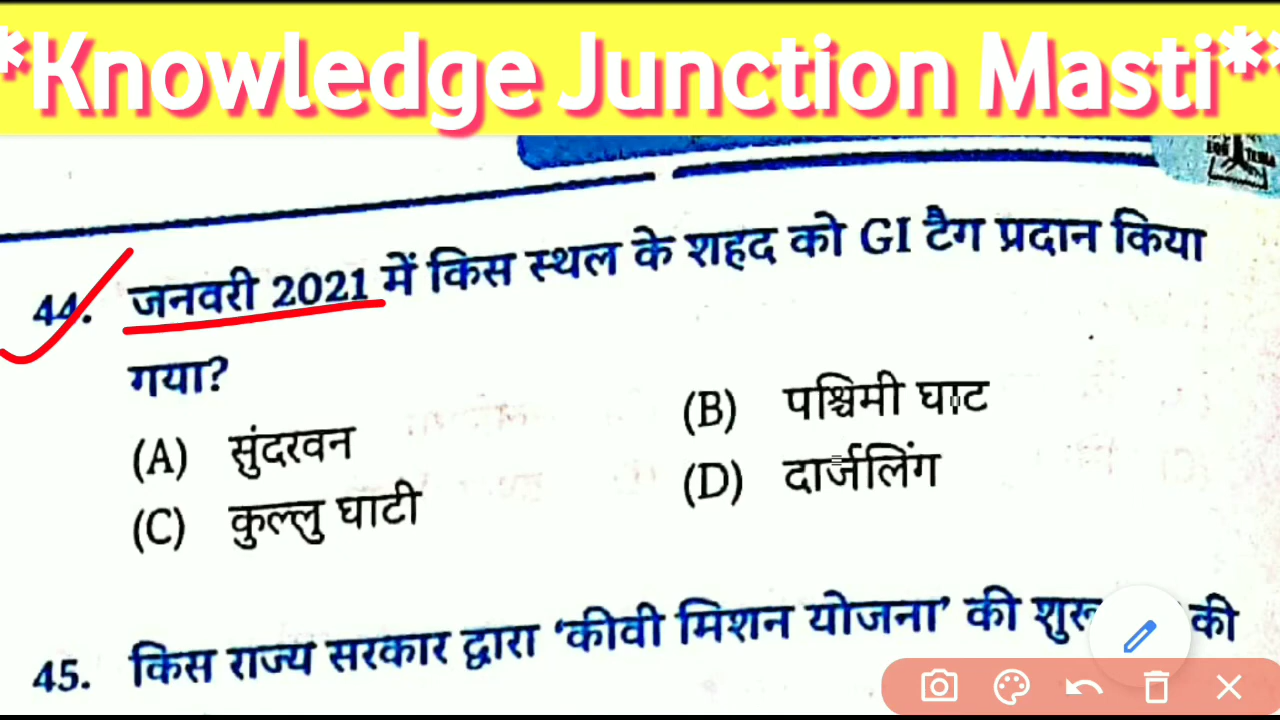 *Knowledge Junction Masti**
44. जनवरी 2021 में किस स्थल के शहद को GI टैग प्रदान किया
गया?
(A) सुंदरवन
(B) पश्चिमी घाट
(C) कुल्लु घाटी
(D) दार्जलिंग
45. किस राज्य सरकार द्वारा ‘कीवी मिशन योजना’ की की